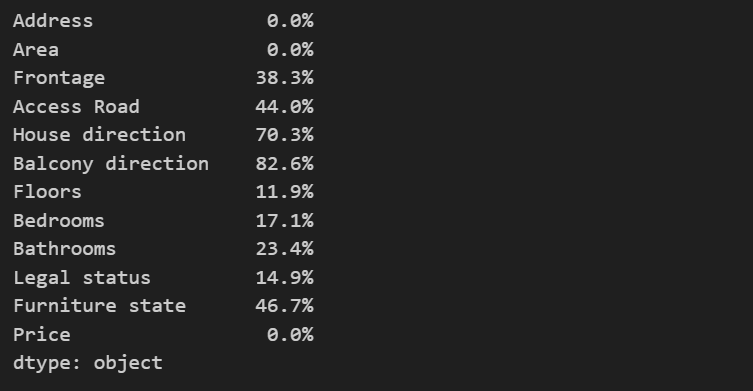 Address 0.0%
Area 0.0%
Frontage 38.3%
Access Road 44.0%
House direction 70.3%
Balcony direction 82.6%
Floors 11.9%
Bedrooms 17.1%
Bathrooms 23.4%
Legal status 14.9%
Furniture state 46.7%
Price 0.0%
dtype: object